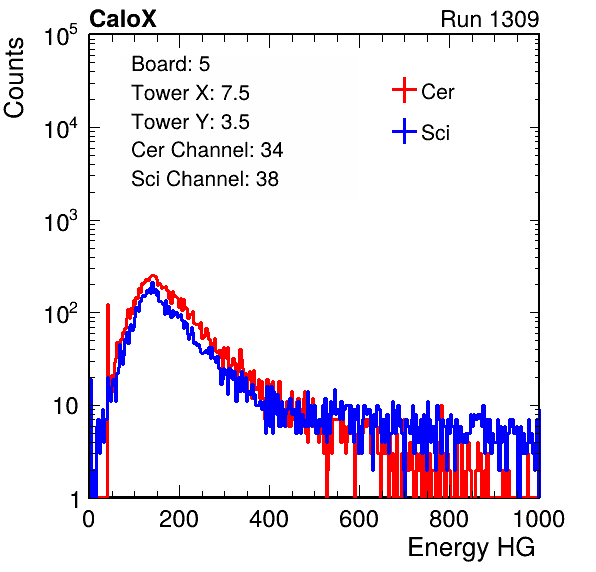 CaloX Run 1309
Counts
Board: 5
Tower X: 7.5
Tower Y: 3.5
Cer Channel: 34
Sci Channel: 38
Cer
Sci
10^5
10^4
10^3
10^2
10
1
0 200 400 600 800 1000
Energy HG